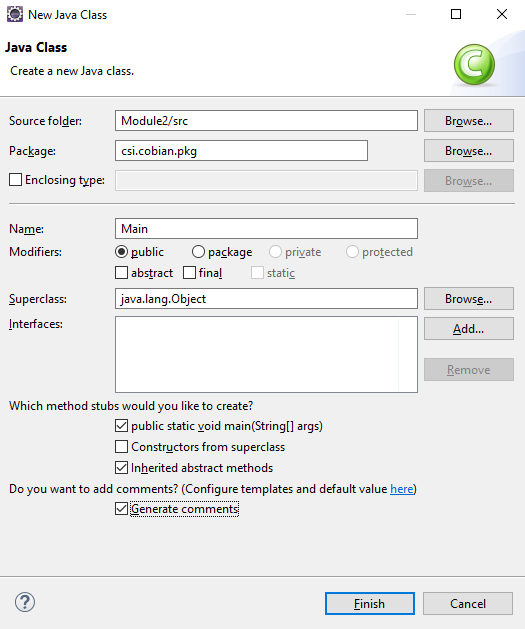 New Java Class
Java Class
Create a new Java class.
Source folder: Module2/src Browse...
Package: csi.cobian.pkg Browse...
Enclosing type: Browse...
Name: Main
Modifiers: public package private protected
abstract final static
Superclass: java.lang.Object Browse...
Interfaces: Add...
Remove
Which method stubs would you like to create?
public static void main(String[] args)
Constructors from superclass
Inherited abstract methods
Do you want to add comments? (Configure templates and default value here)
Generate comments
Finish Cancel